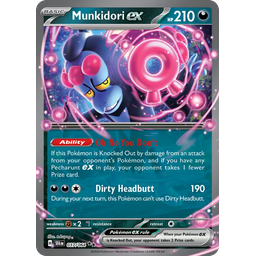 BASIC
Munkidori ex
HP 210
Ability
If this Pokémon is Knocked Out by damage from an attack
from your opponent's Pokémon, and if you have any
Pecharunt ex in play, your opponent takes 1 fewer
Prize card.
Dirty Headbutt 190
During your next turn, this Pokémon can't use Dirty Headbutt.
weakness x2 resistance retreat
Pokémon ex rule
When your Pokémon ex
is Knocked Out, your opponent takes 2 Prize cards.